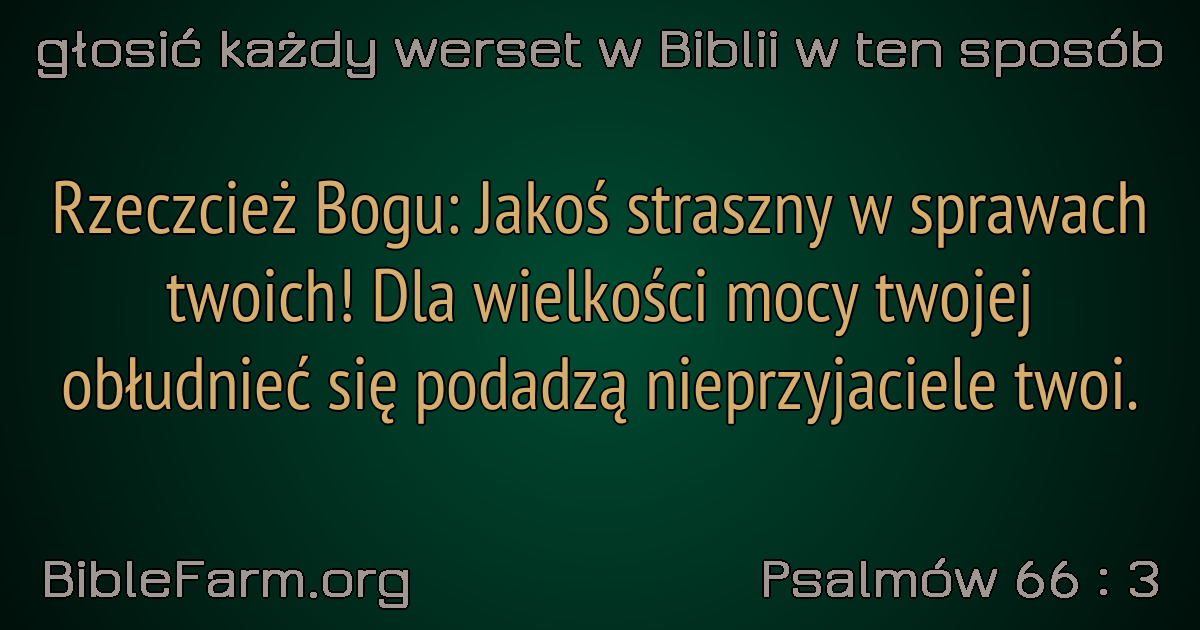 głosić każdy werset w Biblii w ten sposób
Rzeczcież Bogu: Jakoś straszny w sprawach
twoich! Dla wielkości mocy twojej
obłudnieć się podadzą nieprzyjaciele twoi.
BibleFarm.org
Psalmów 66 : 3